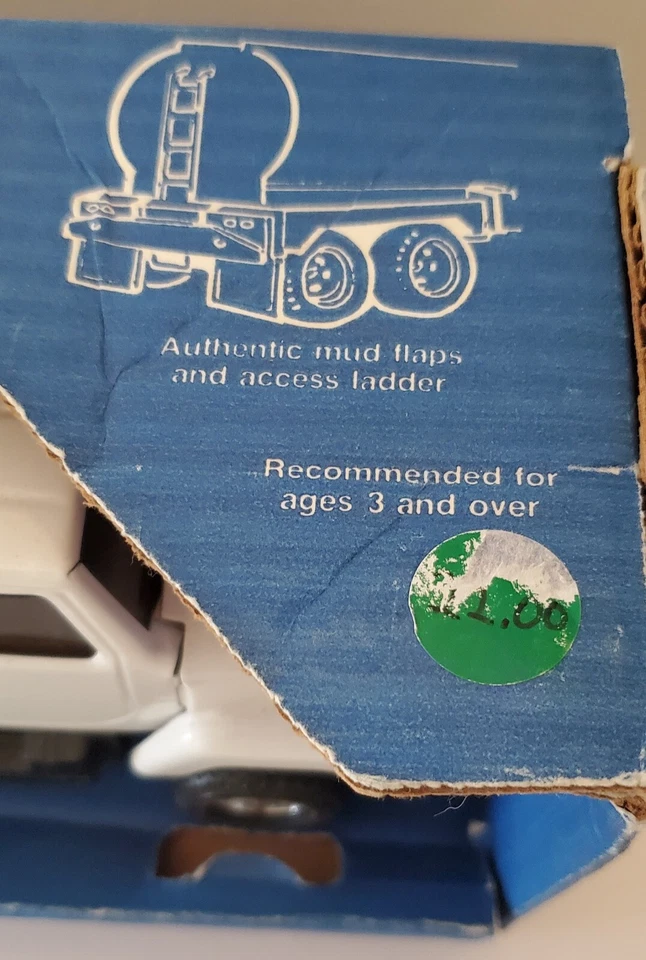 Authentic mud flaps
and access ladder
Recommended for
ages 3 and over
1.00